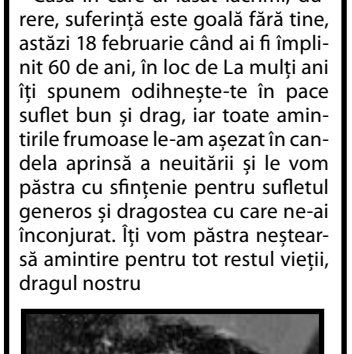 rere, suferință este goală fără tine,
astăzi 18 februarie când ai fi împli-
nit 60 de ani, în loc de La mulți ani
îți spunem odihnește-te în pace
suflet bun și drag, iar toate amin-
tirile frumoase le-am așezat în can-
dela aprinsă a neuitării și le vom
păstra cu sfințenie pentru sufletul
generos și dragostea cu care ne-ai
înconjurat. Îți vom păstra neștear-
să amintire pentru tot restul vieții,
dragul nostru